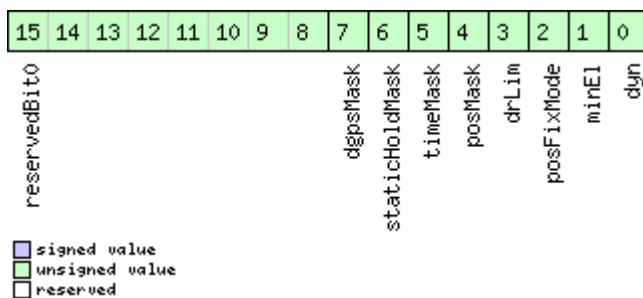 15 14 13 12 11 10 9 8 7 6 5 4 3 2 1 0
reservedBit0
dgpsMask
staticHoldMask
timeMask
posMask
drLim
posFixMode
minEl
dyn
signed value
unsigned value
reserved